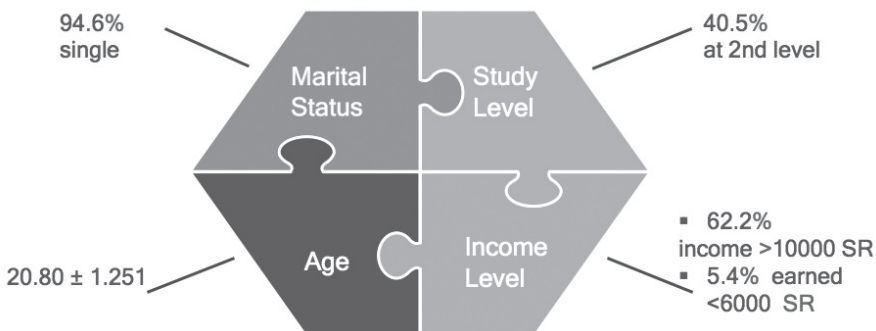 94.6%
single
Marital
Status
Study
Level
40.5%
at 2nd level
20.80 ± 1.251
Age
Income
Level
▪ 62.2%
income >10000 SR
▪ 5.4% earned
<6000 SR